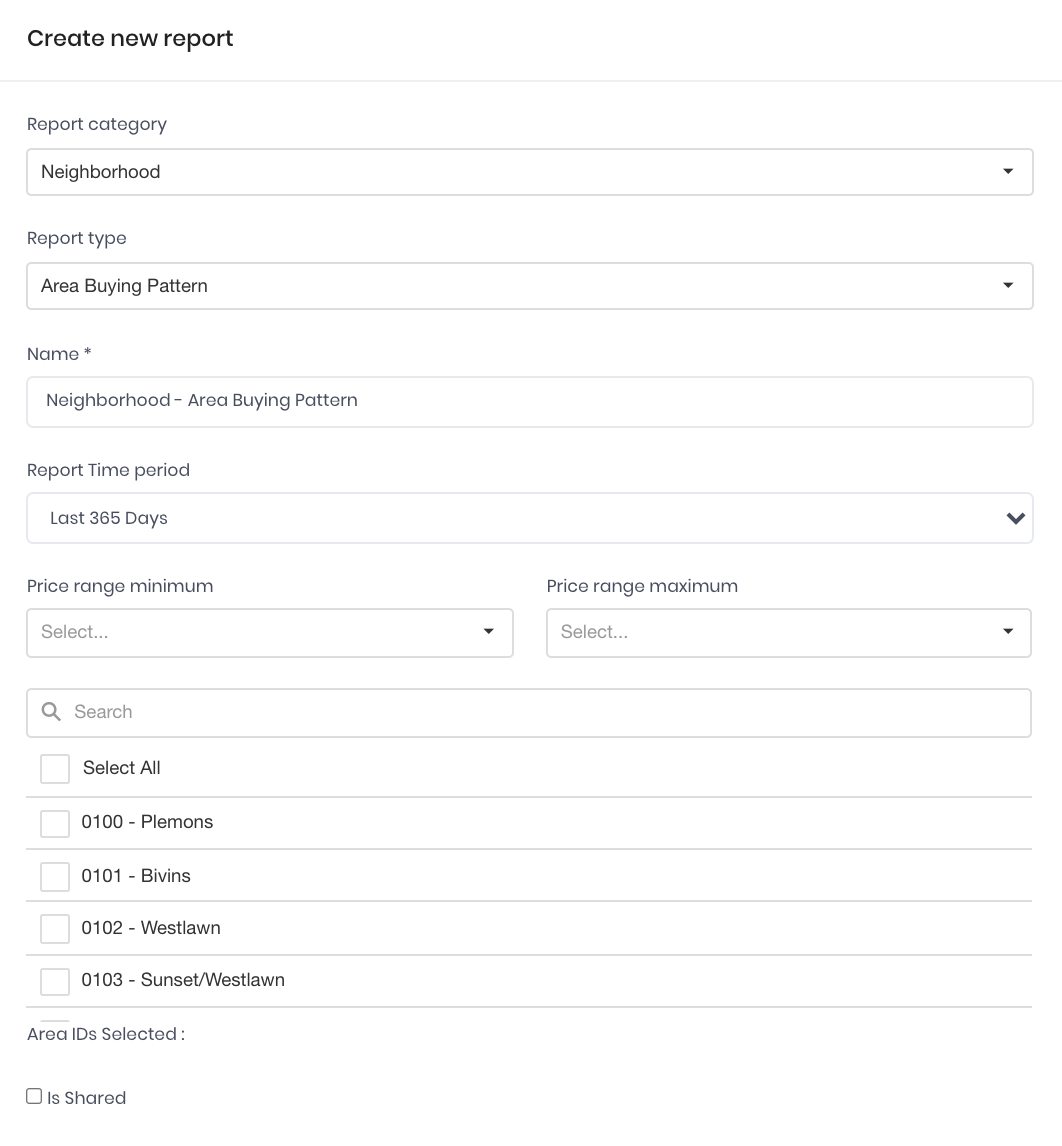 Create new report
Report category
Neighborhood
Report type
Area Buying Pattern
Name *
Neighborhood - Area Buying Pattern
Report Time period
Last 365 Days
Price range minimum
Price range maximum
Select...
Select...
Search
Select All
0100 - Plemons
0101 - Bivins
0102 - Westlawn
0103 - Sunset/Westlawn
Area IDs Selected :
Is Shared